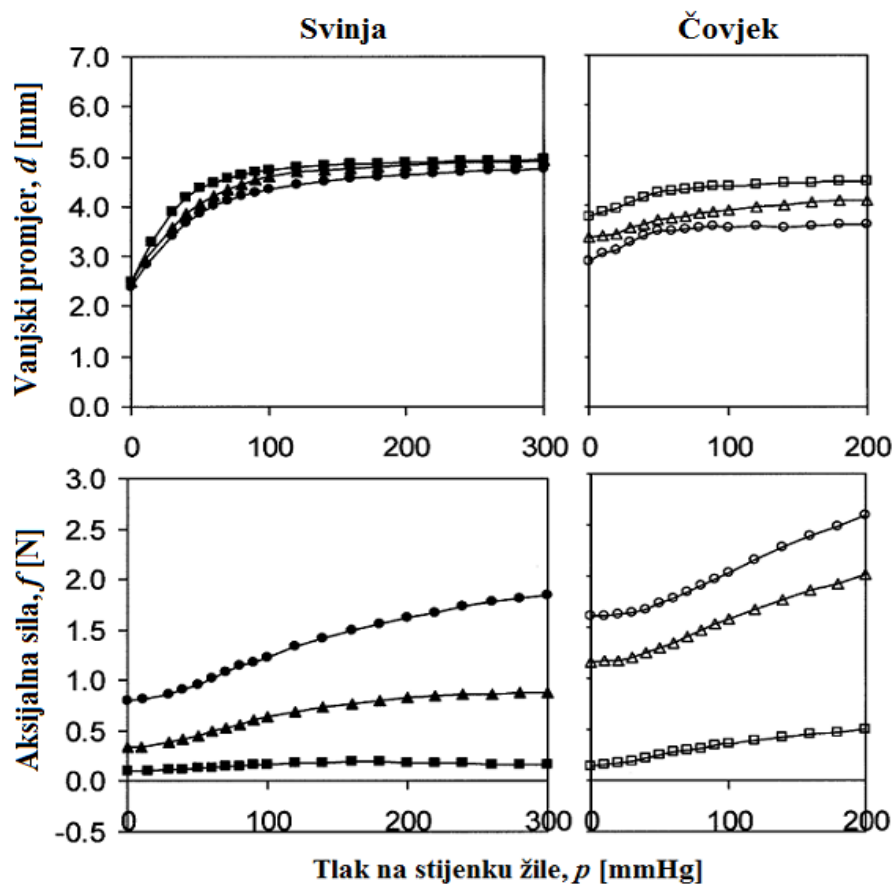 Svinja
Čovjek
Vanjski promjer, d [mm]
7.0
6.0
5.0
4.0
3.0
2.0
1.0
0.0
0 100 200 300
0 100 200
Aksijalna sila, f [N]
3.0
2.5
2.0
1.5
1.0
0.5
0.0
-0.5
0 100 200 300
0 100 200
Tlak na stijenku žile, p [mmHg]